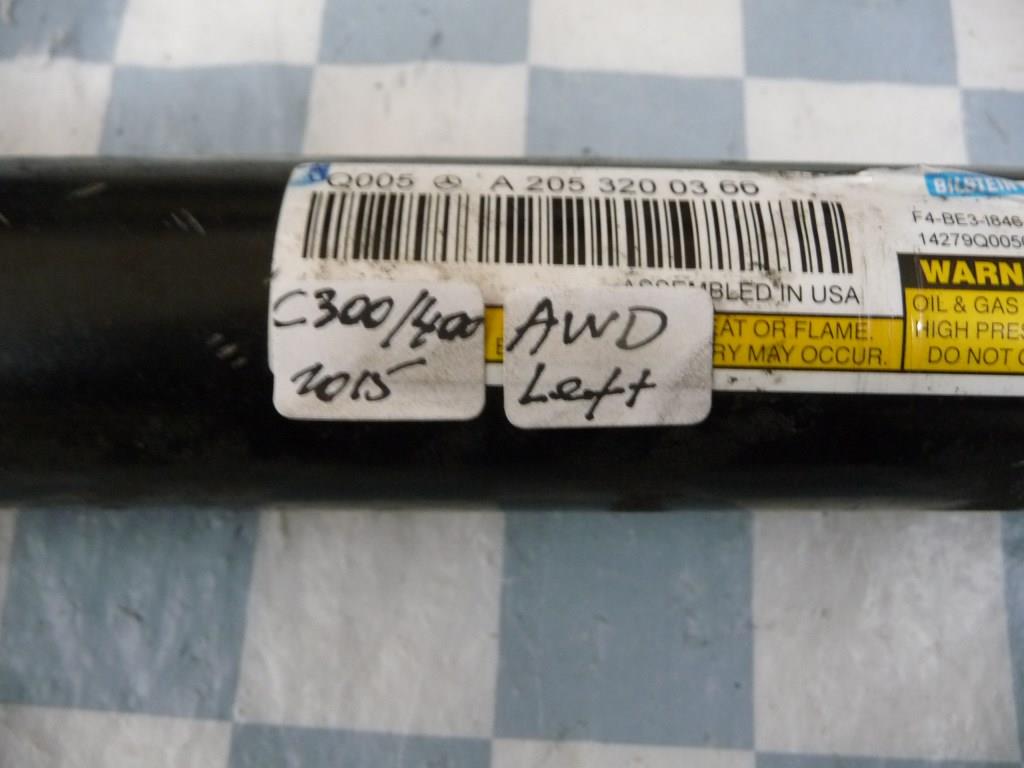 Q005 A 205 320 03 66
BILSTEIN
F4-BE3-I846
14279Q005
ASSEMBLED IN USA
WARN
EAT OR FLAME.
RY MAY OCCUR.
OIL & GAS
HIGH PRES
DO NOT
C300/400
2015
AWD
Left